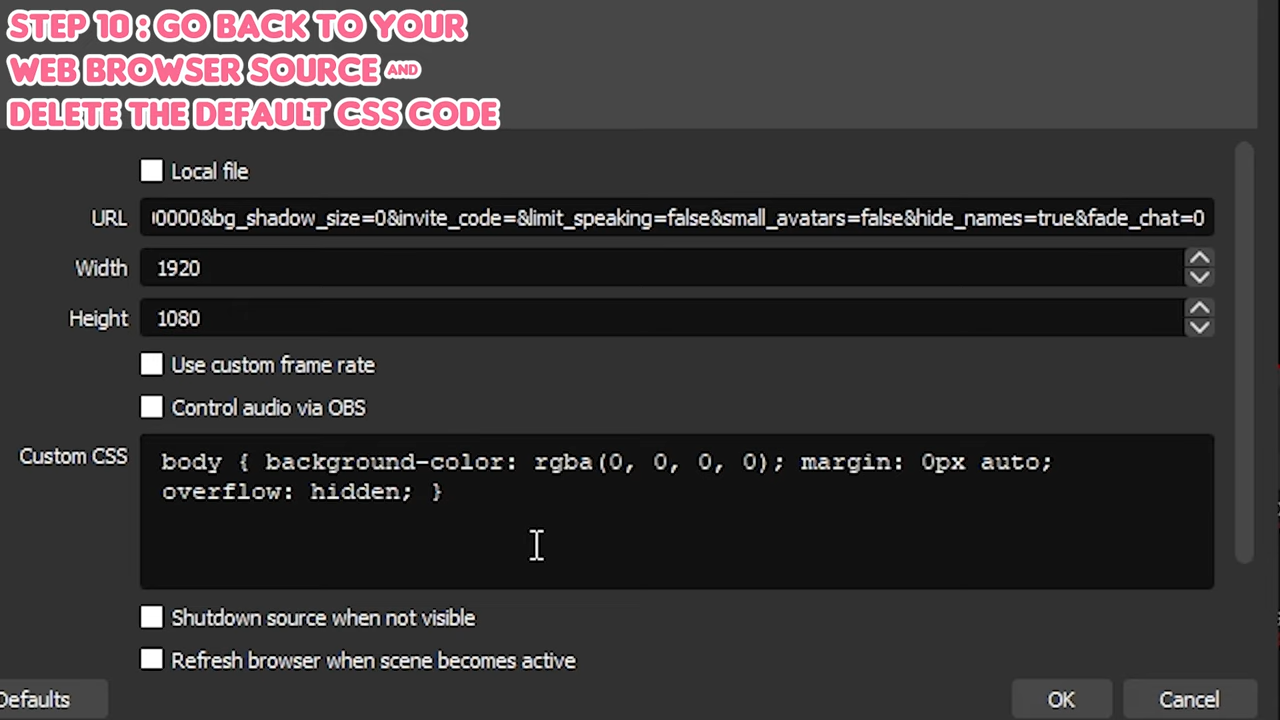 STEP 10 : GO BACK TO YOUR
WEB BROWSER SOURCE AND
DELETE THE DEFAULT CSS CODE
Local file
URL 0000&bg_shadow_size=0&invite_code=&limit_speaking=false&small_avatars=false&hide_names=true&fade_chat=0
Width 1920
Height 1080
Use custom frame rate
Control audio via OBS
Custom CSS body { background-color: rgba(0, 0, 0, 0); margin: 0px auto;
overflow: hidden; }
Shutdown source when not visible
Refresh browser when scene becomes active
Defaults OK Cancel